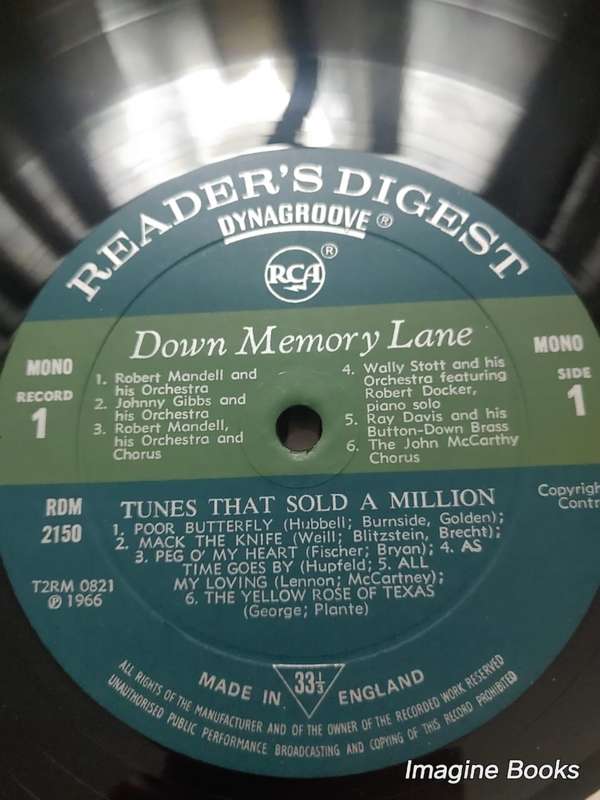 READER'S DIGEST
DYNAGROOVE ®
RCA ®
Down Memory Lane
MONO
RECORD
1
1. Robert Mandell and
his Orchestra
2. Johnny Gibbs and
his Orchestra
3. Robert Mandell,
his Orchestra and
Chorus
4. Wally Stott and his
Orchestra featuring
Robert Docker,
piano solo
5. Ray Davis and his
Button-Down Brass
6. The John McCarthy
Chorus
MONO
SIDE
1
RDM
2150
TUNES THAT SOLD A MILLION
1. POOR BUTTERFLY (Hubbell; Burnside, Golden);
2. MACK THE KNIFE (Weill; Blitzstein, Brecht);
3. PEG O' MY HEART (Fischer; Bryan); 4. AS
TIME GOES BY (Hupfeld; 5. ALL
MY LOVING (Lennon; McCartney);
6. THE YELLOW ROSE OF TEXAS
(George; Plante)
T2RM 0821
℗ 1966
MADE IN 33⅓ ENGLAND
ALL RIGHTS OF THE MANUFACTURER AND OF THE OWNER OF THE RECORDED WORK RESERVED
UNAUTHORISED PUBLIC PERFORMANCE BROADCASTING AND COPYING OF THIS RECORD PROHIBITED
Imagine Books